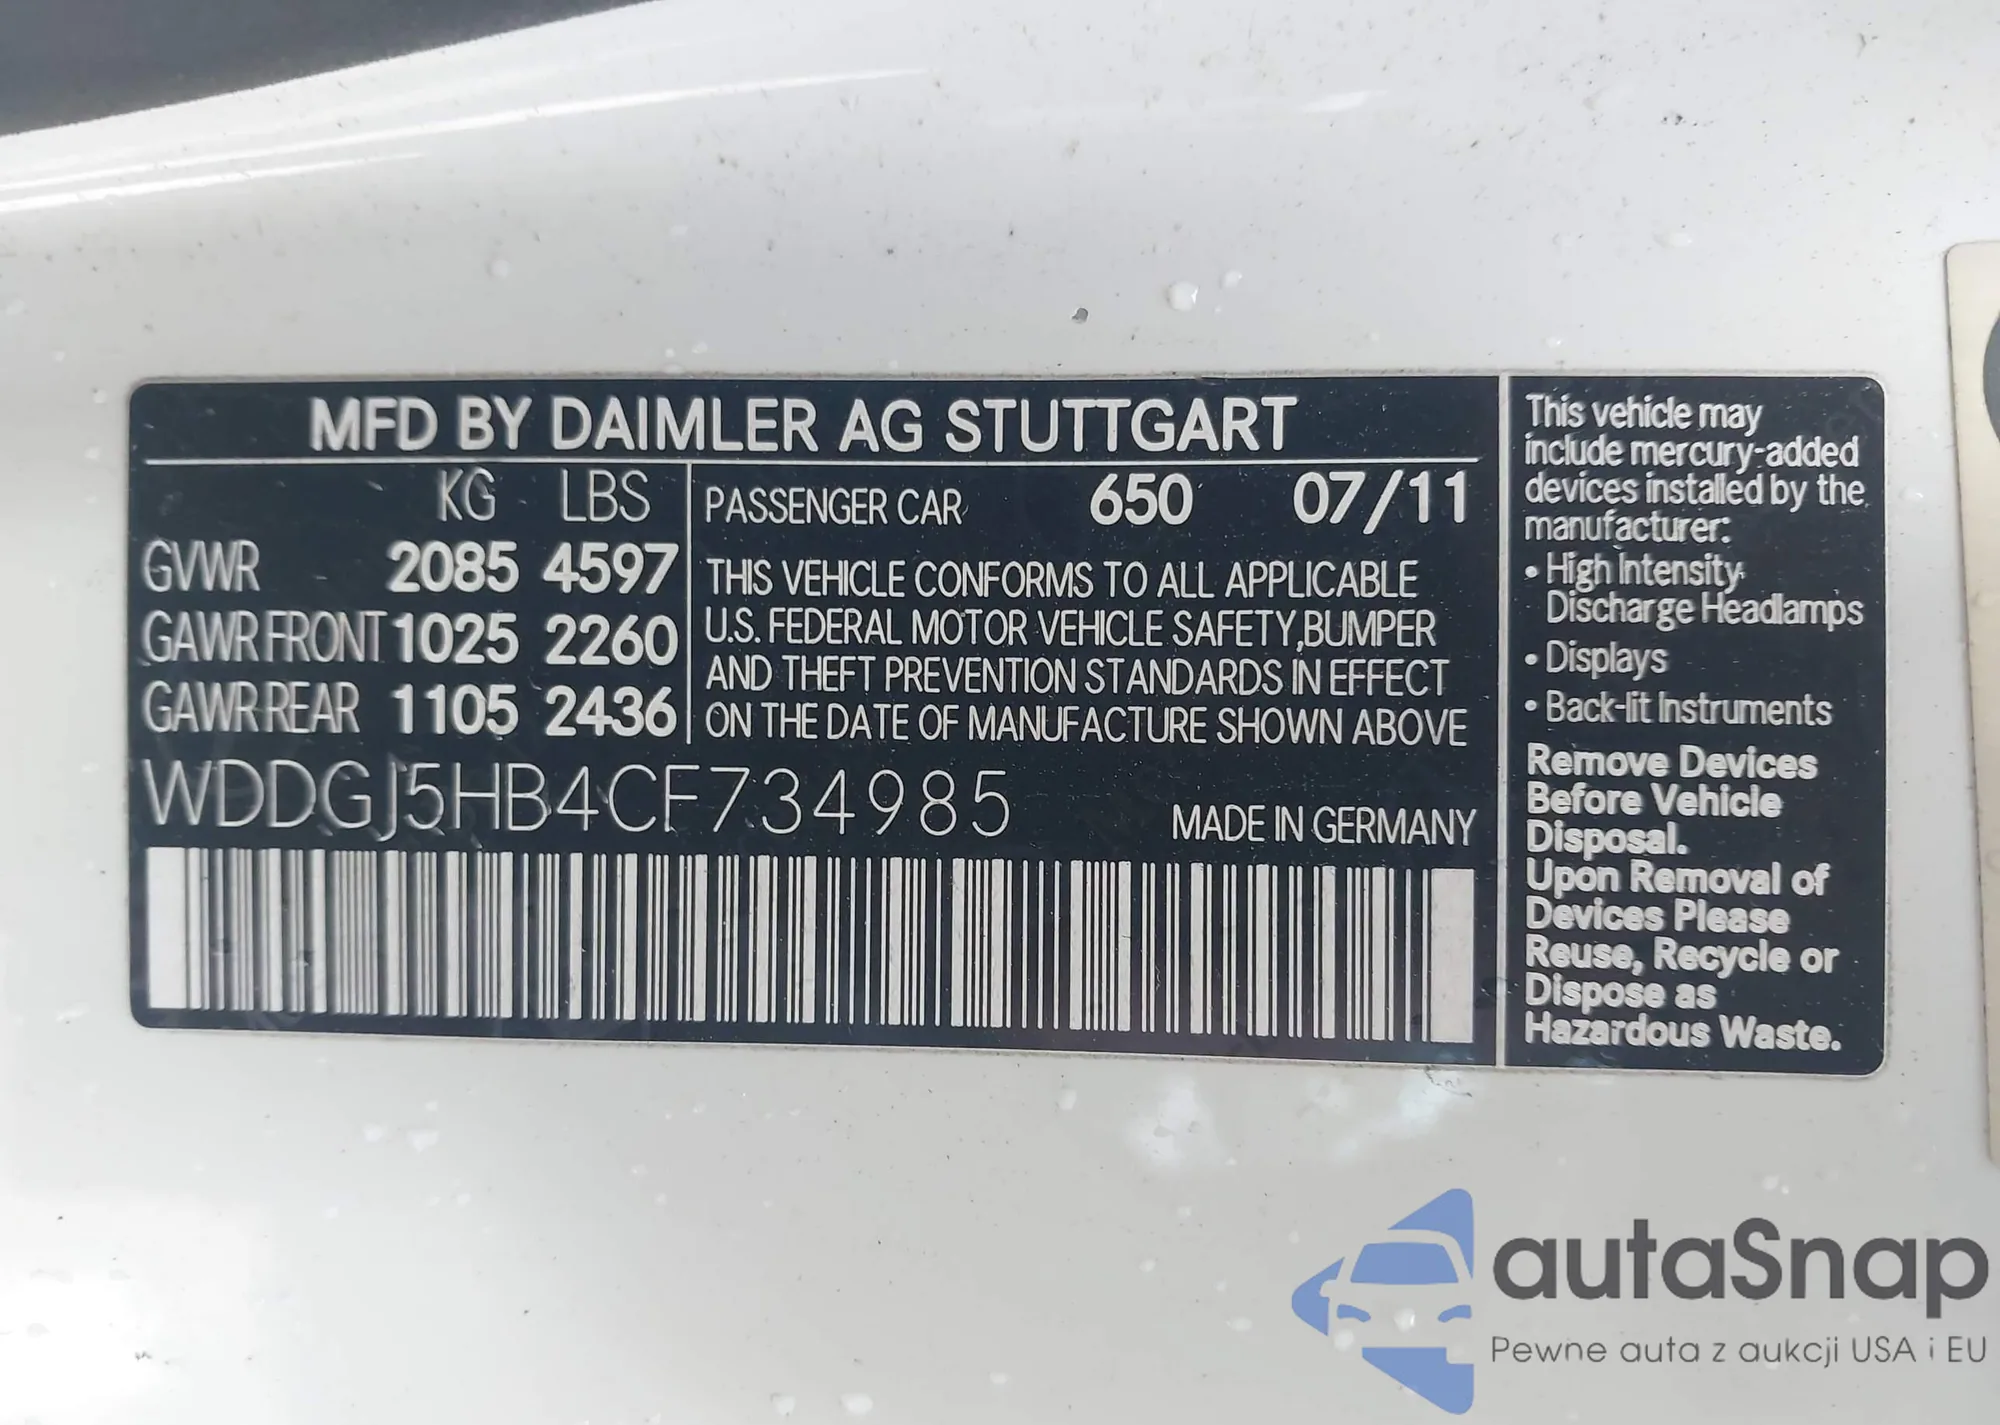 MFD BY DAIMLER AG STUTTGART
KG LBS
GVWR 2085 4597
GAWR FRONT 1025 2260
GAWR REAR 1105 2436
PASSENGER CAR 650 07/11
THIS VEHICLE CONFORMS TO ALL APPLICABLE
U.S. FEDERAL MOTOR VEHICLE SAFETY,BUMPER
AND THEFT PREVENTION STANDARDS IN EFFECT
ON THE DATE OF MANUFACTURE SHOWN ABOVE
WDDGJ5HB4CF734985
MADE IN GERMANY
This vehicle may
include mercury-added
devices installed by the
manufacturer:
• High Intensity
Discharge Headlamps
• Displays
• Back-lit Instruments
Remove Devices
Before Vehicle
Disposal.
Upon Removal of
Devices Please
Reuse, Recycle or
Dispose as
Hazardous Waste.
autaSnap
Pewne auta z aukcji USA i EU